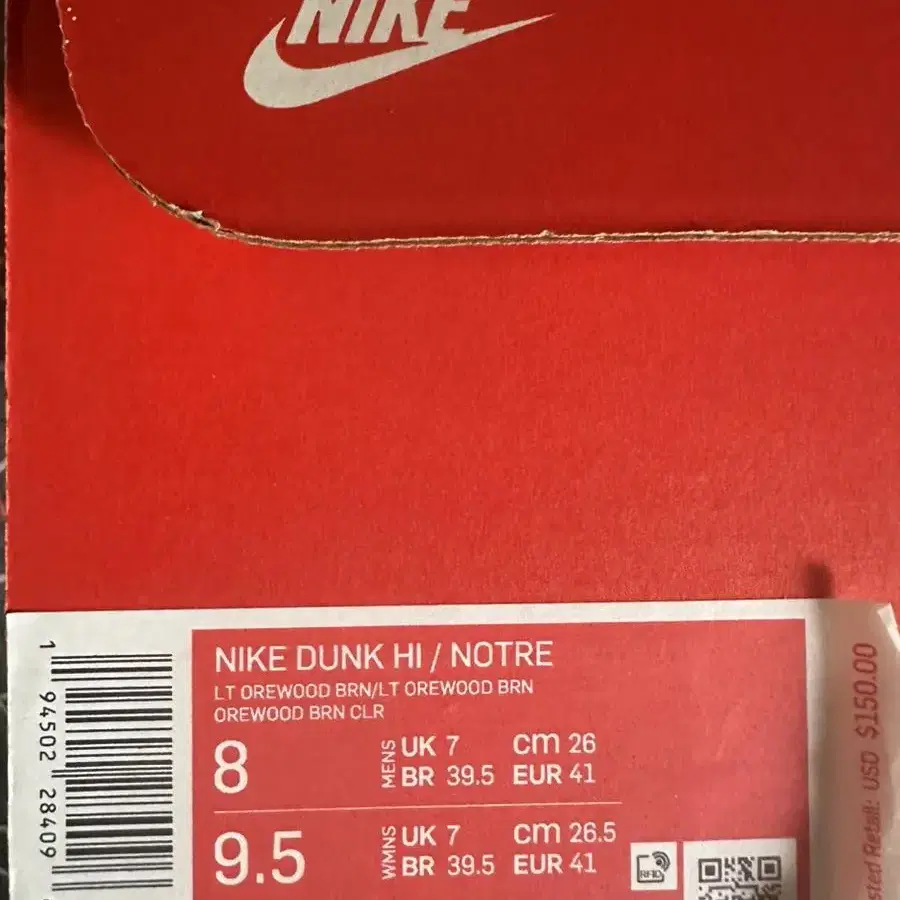 NIKE
NIKE DUNK HI / NOTRE
LT OREWOOD BRN/LT OREWOOD BRN
OREWOOD BRN CLR
8 MENS UK 7 cm 26
BR 39.5 EUR 41
9.5 WMNS UK 7 cm 26.5
BR 39.5 EUR 41
RFID
1 94502 28409
Retail: USD $150.00